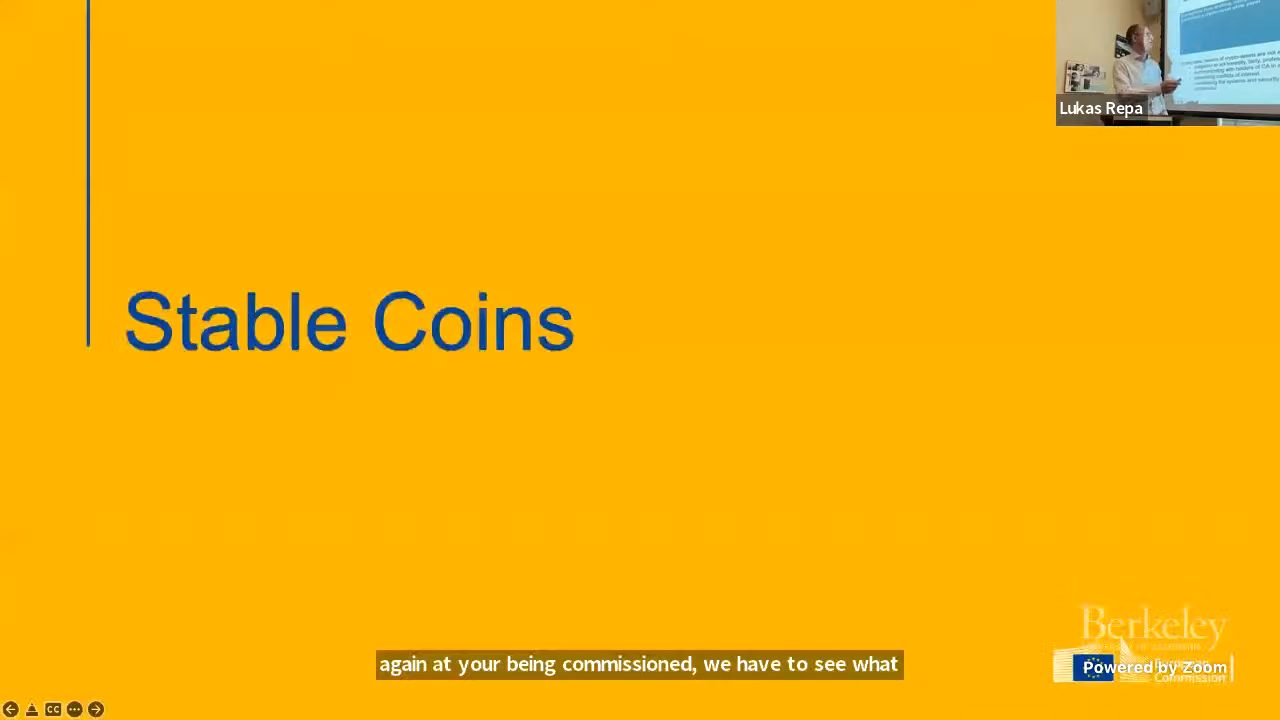 Lukas Repa
Stable Coins
again at your being commissioned, we have to see what
Berkeley
Powered by Zoom
Commission
CC